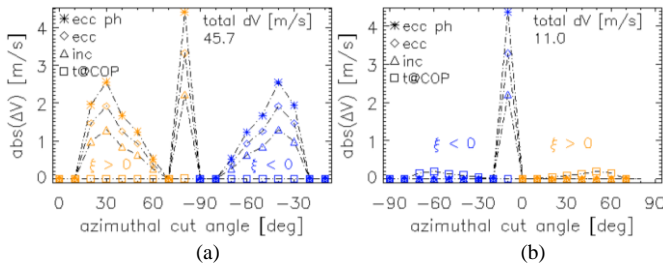 ecc ph
ecc
inc
t@COP
total dV [m/s]
45.7
abs(ΔV) [m/s]
4
3
2
1
0
ξ > 0
ξ < 0
0 30 60 −90 −60 −30
azimuthal cut angle [deg]
(a)
ecc ph
ecc
inc
t@COP
total dV [m/s]
11.0
abs(ΔV) [m/s]
4
3
2
1
0
ξ < 0
ξ > 0
−90 −60 −30 0 30 60 90
azimuthal cut angle [deg]
(b)